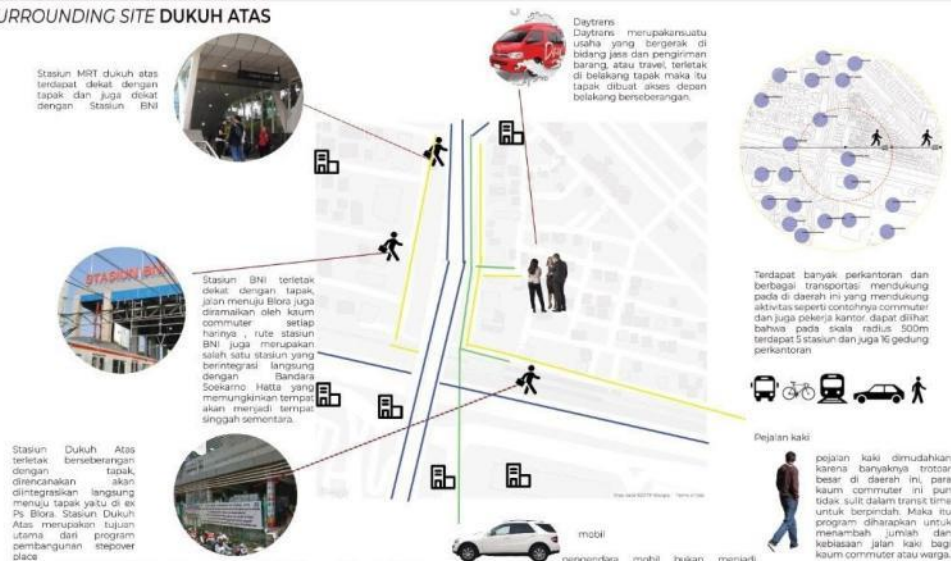 URROUNDING SITE DUKUH ATAS
Stasiun MRT dukuh atas
terdapat dekat dengan
tapak dan juga dekat
dengan Stasiun BNI
Daytrans
Daytrans merupakansuatu
usaha yang bergerak di
bidang jasa dan pengiriman
barang, atau travel, terletak
di belakang tapak maka itu
tapak dibuat akses depan
belakang berseberangan.
STASIUN BNI
Stasiun BNI terletak
dekat dengan tapak,
jalan menuju Blora juga
diramaikan oleh kaum
commuter setiap
harinya , rute stasiun
BNI juga merupakan
salah satu stasiun yang
berintegrasi langsung
dengan Bandara
Soekarno Hatta yang
memungkinkan tempat
akan menjadi tempat
singgah sementara.
Terdapat banyak perkantoran dan
berbagai transportasi mendukung
pada di daerah ini yang mendukung
aktivitas seperti contohnya commuter
dan juga pekerja kantor. dapat dilihat
bahwa pada skala radius 500m
terdapat 5 stasiun dan juga 16 gedung
perkantoran
Stasiun Dukuh Atas
terletak berseberangan
dengan tapak,
direncanakan akan
diintegrasikan langsung
menuju tapak yaitu di ex
Ps Blora. Stasiun Dukuh
Atas merupakan tujuan
utama dari program
pembangunan stepover
place
Pejalan kaki
pejalan kaki dimudahkan
karena banyaknya trotoar
besar di daerah ini, para
kaum commuter ini pun
tidak sulit dalam transit time
untuk berpindah. Maka itu
program diharapkan untuk
menambah jumlah dan
kebiasaan jalan kaki bagi
kaum commuter atau warga.
mobil
pengendara mobil bukan menjadi